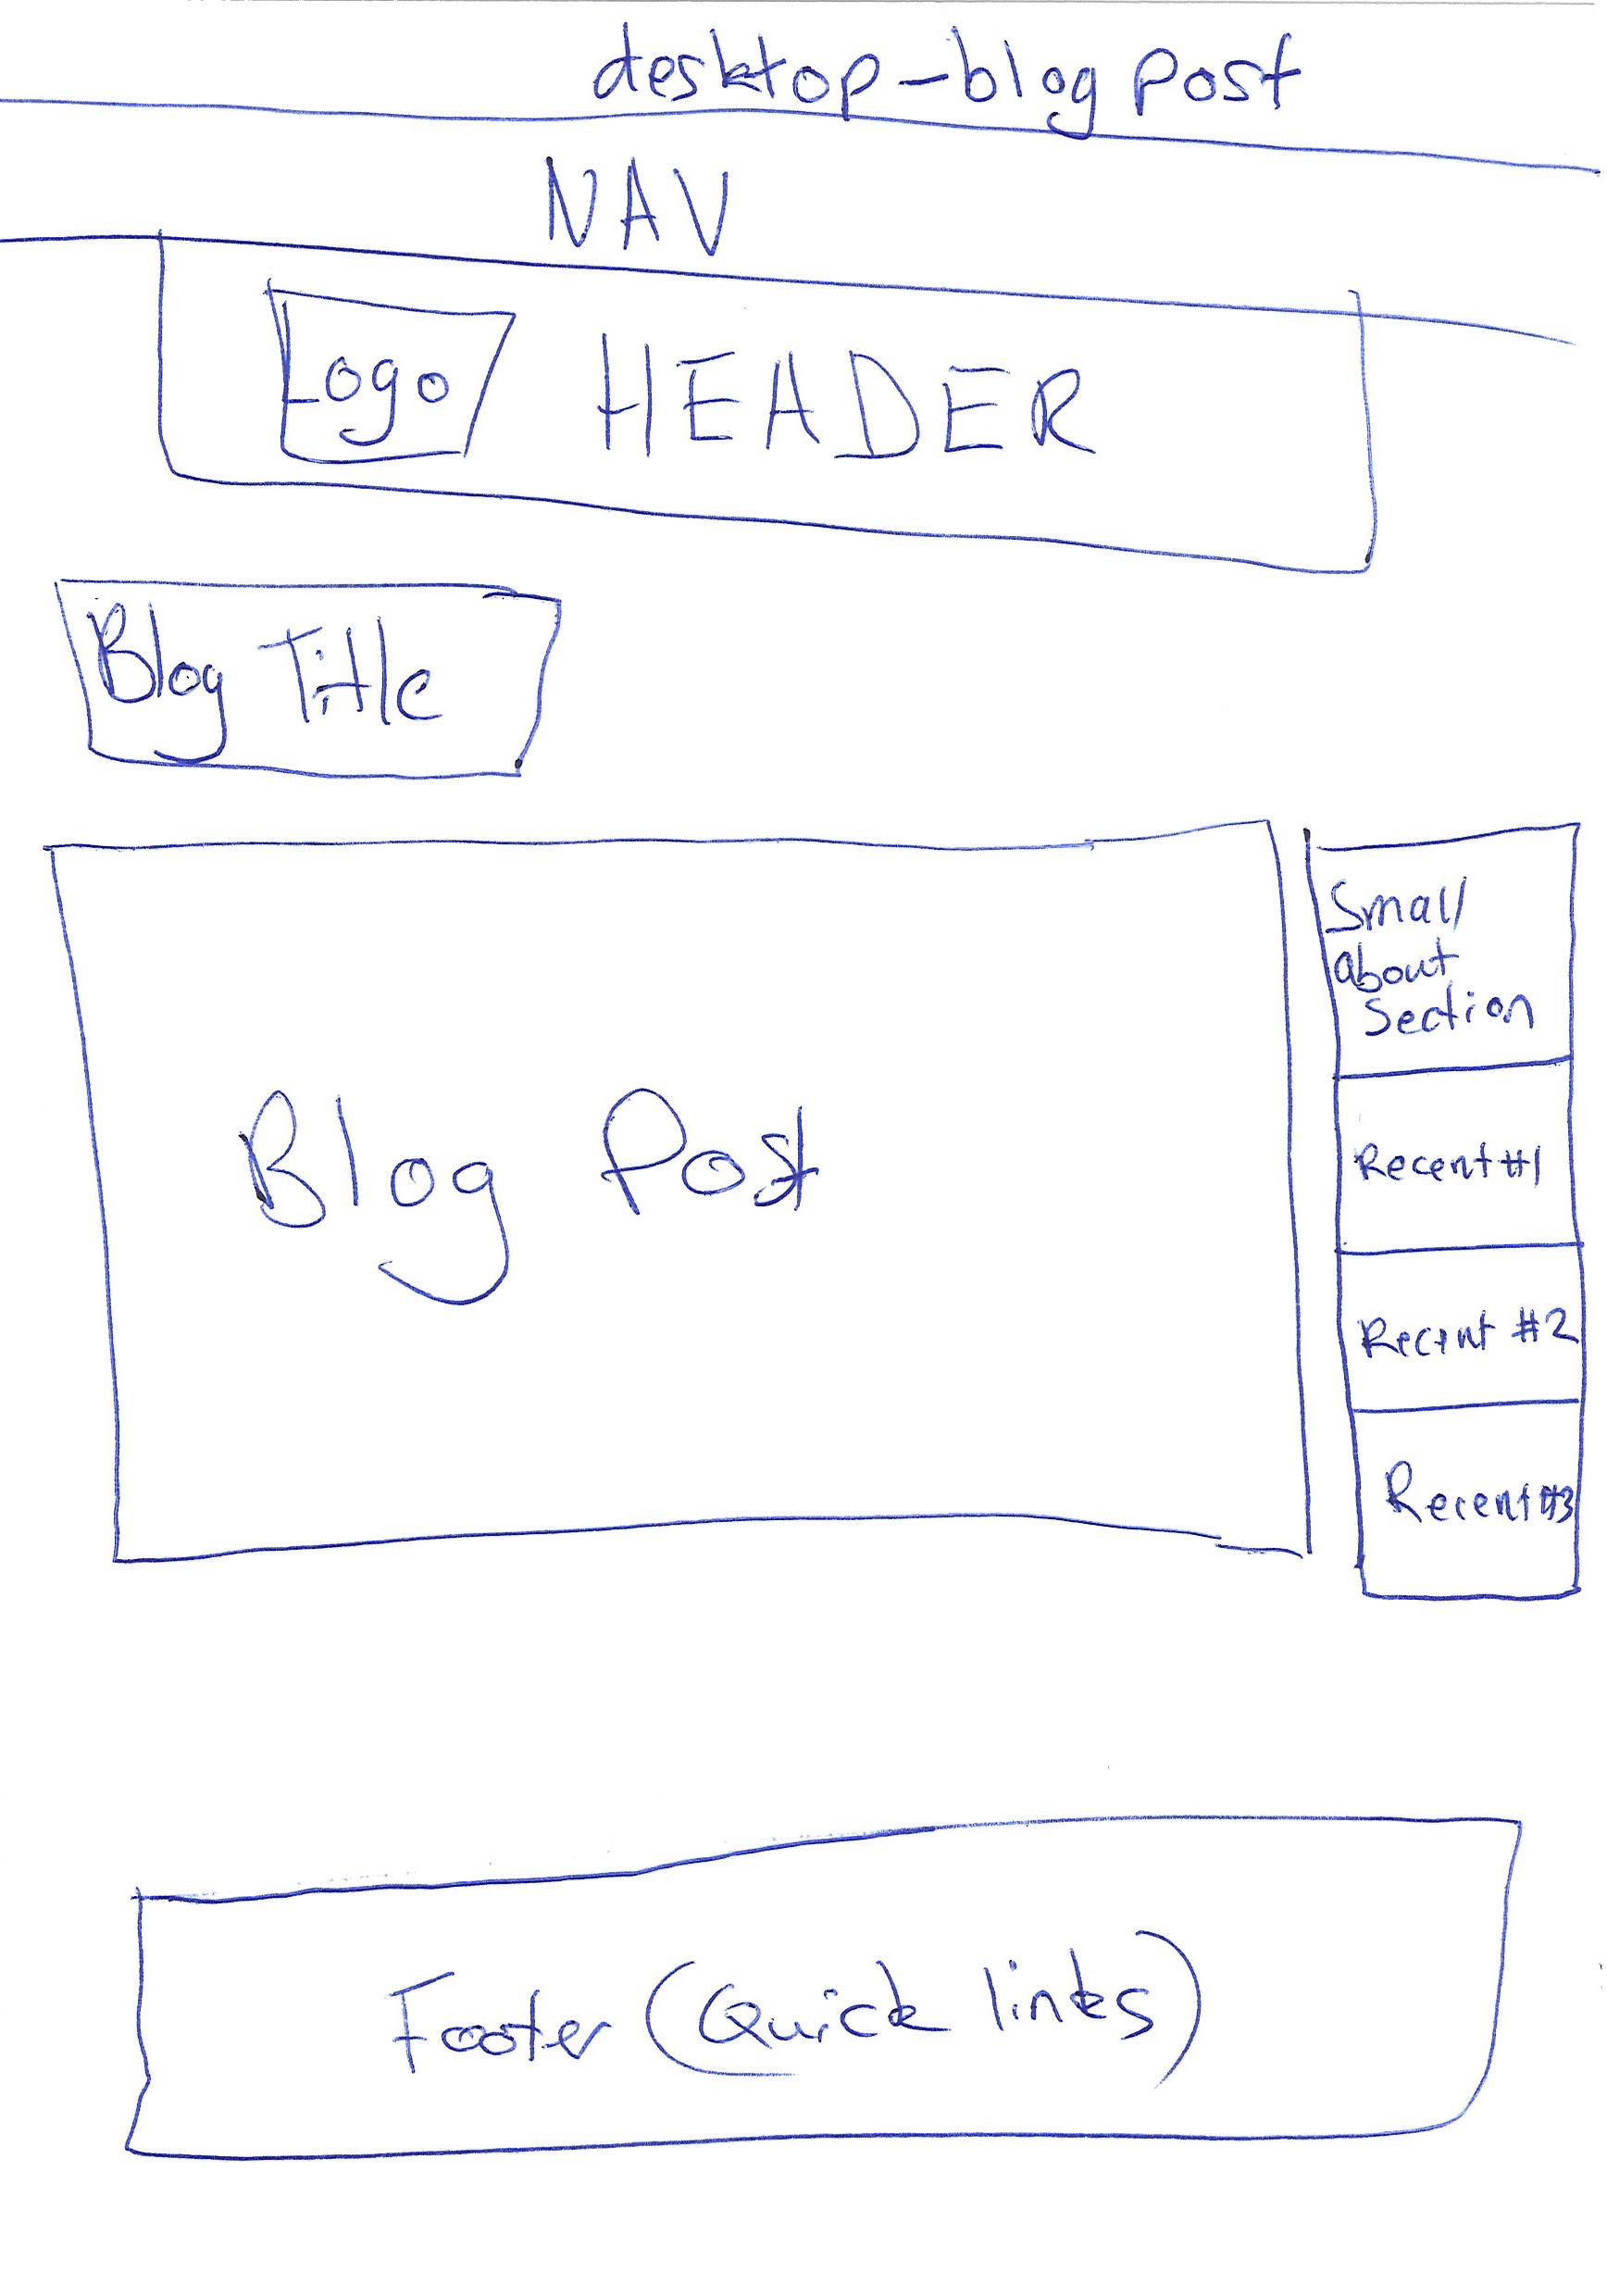 desktop-blog post
NAV
Logo
HEADER
Blog Title
Blog Post
Small
about
Section
Recent #1
Recent #2
Recent #3
Footer (Quick links)